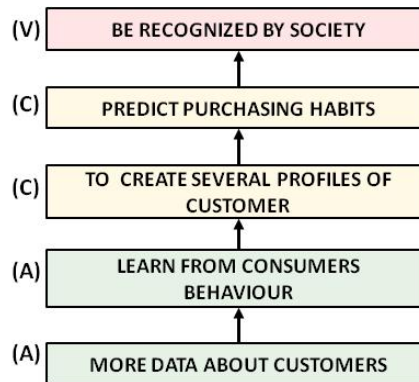 (V) BE RECOGNIZED BY SOCIETY
(C) PREDICT PURCHASING HABITS
(C) TO CREATE SEVERAL PROFILES OF
CUSTOMER
(A) LEARN FROM CONSUMERS
BEHAVIOUR
(A) MORE DATA ABOUT CUSTOMERS